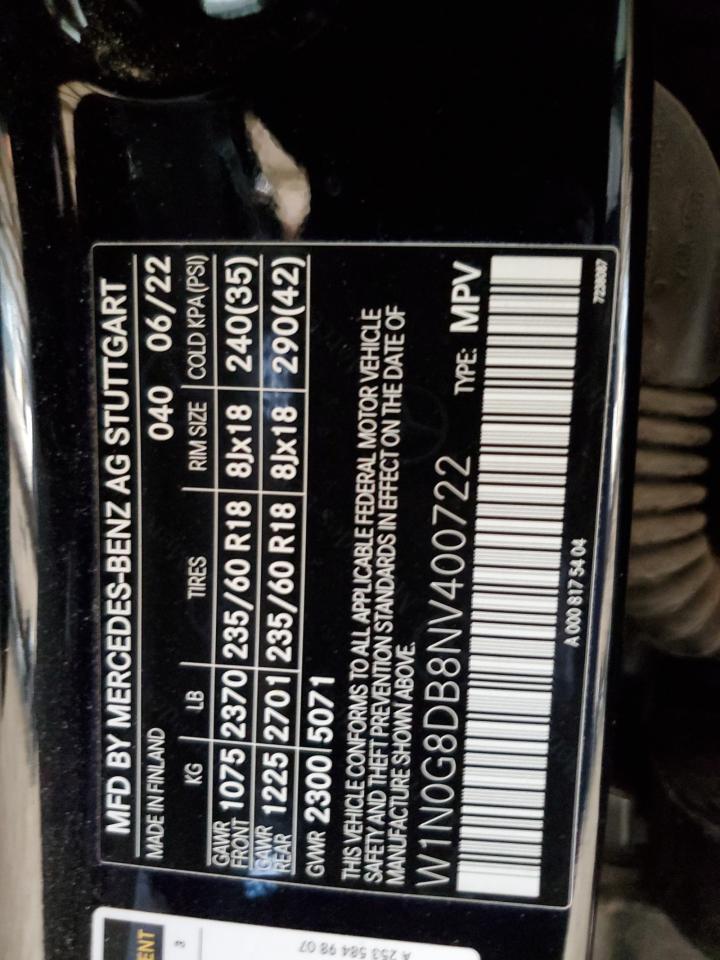 MFD BY MERCEDES-BENZ AG STUTTGART
MADE IN FINLAND 040 06/22
KG LB TIRES RIM SIZE COLD KPA (PSI)
GAWR FRONT 1075 2370 235/60 R18 8Jx18 240(35)
GAWR REAR 1225 2701 235/60 R18 8Jx18 290(42)
GVWR 2300 5071
THIS VEHICLE CONFORMS TO ALL APPLICABLE FEDERAL MOTOR VEHICLE
SAFETY AND THEFT PREVENTION STANDARDS IN EFFECT ON THE DATE OF
MANUFACTURE SHOWN ABOVE.
W1N0G8DB8NV400722 TYPE: MPV
A 000 817 54 04
A 253 584 98 07
3